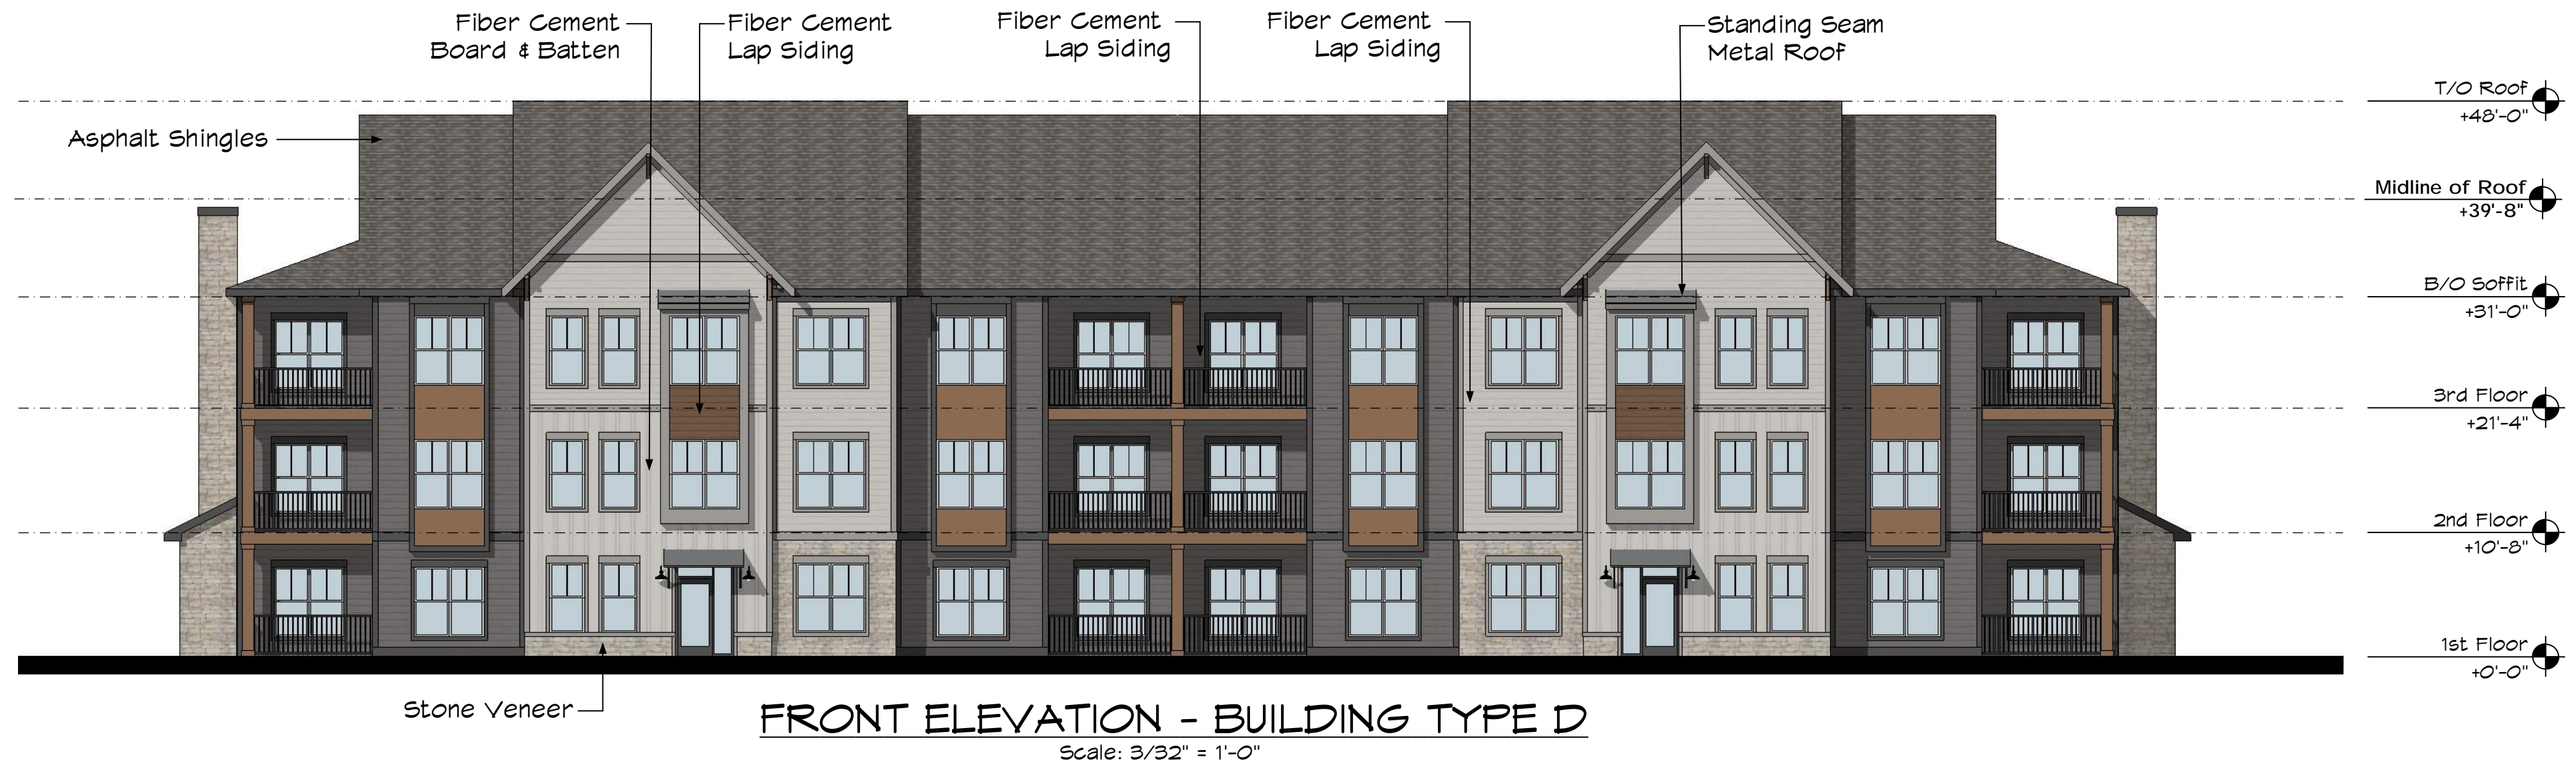 Fiber Cement
Board & Batten
Fiber Cement
Lap Siding
Fiber Cement
Lap Siding
Fiber Cement
Lap Siding
Standing Seam
Metal Roof
Asphalt Shingles
T/O Roof
+48'-0"
Midline of Roof
+39'-8"
B/O Soffit
+31'-0"
3rd Floor
+21'-4"
2nd Floor
+10'-8"
1st Floor
+0'-0"
Stone Veneer
FRONT ELEVATION - BUILDING TYPE D
Scale: 3/32" = 1'-0"